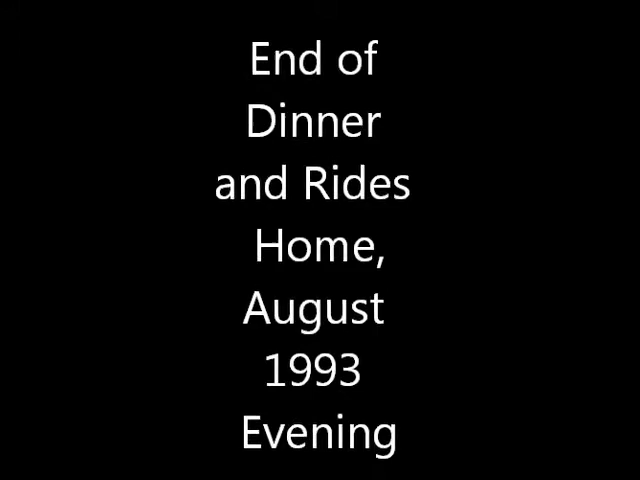 End of
Dinner
and Rides
Home,
August
1993
Evening